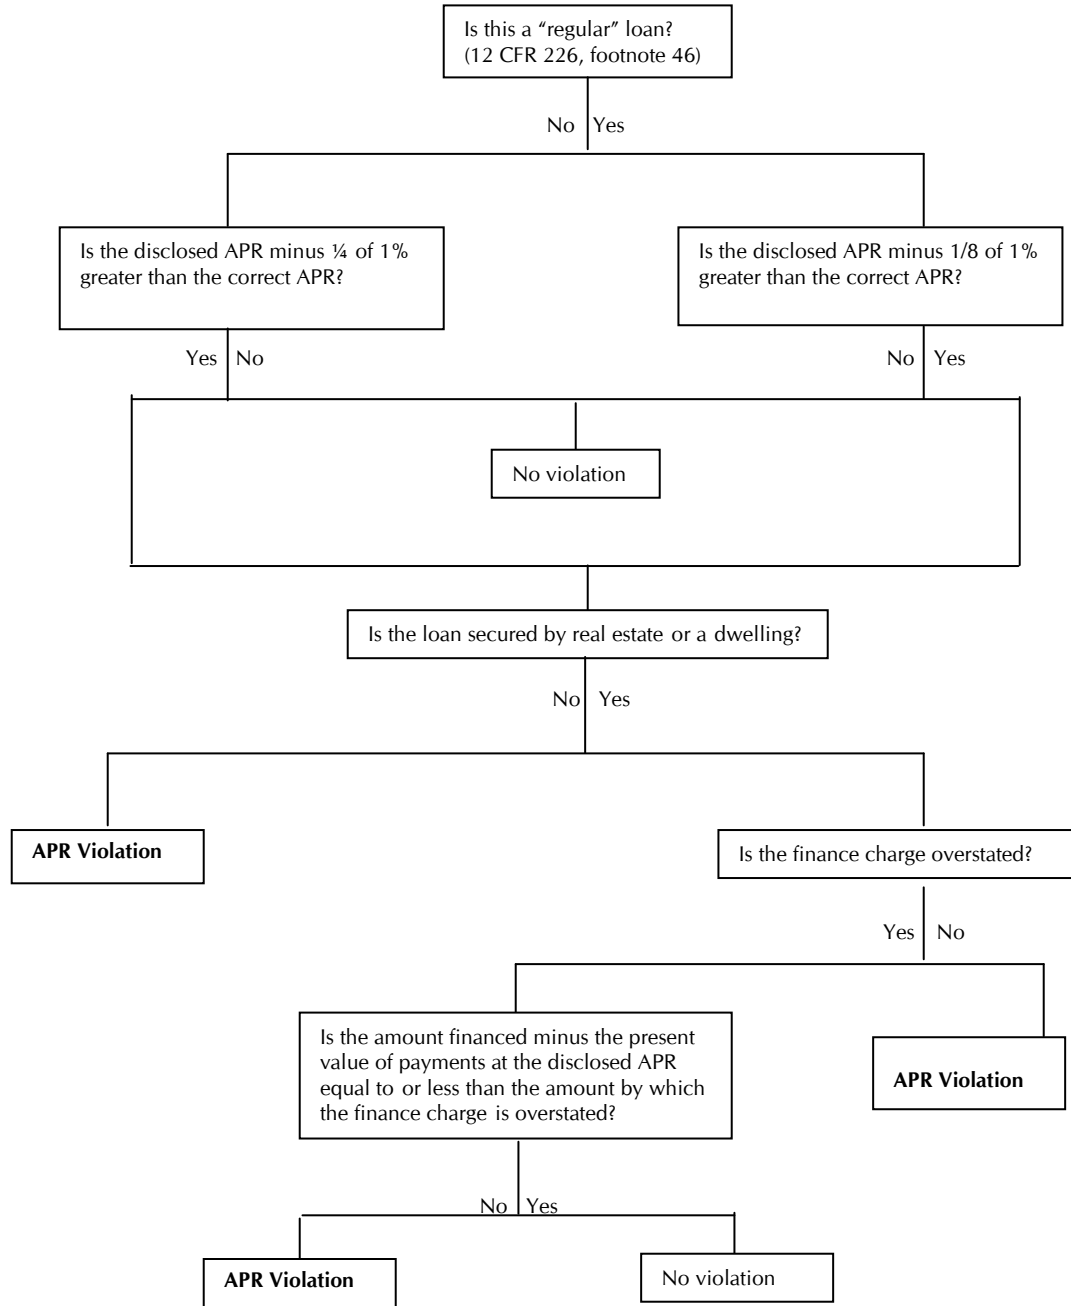 Is this a “regular” loan?
(12 CFR 226, footnote 46)
No Yes
Is the disclosed APR minus ¼ of 1%
greater than the correct APR?
Is the disclosed APR minus 1/8 of 1%
greater than the correct APR?
Yes No
No Yes
No violation
Is the loan secured by real estate or a dwelling?
No Yes
APR Violation
Is the finance charge overstated?
Yes No
Is the amount financed minus the present
value of payments at the disclosed APR
equal to or less than the amount by which
the finance charge is overstated?
APR Violation
No Yes
APR Violation
No violation